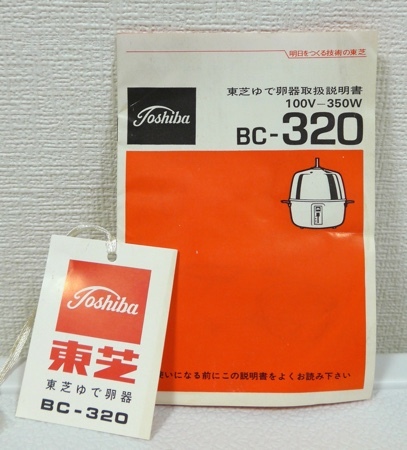 明日をつくる技術の東芝
Toshiba
東芝ゆで卵器取扱説明書
100V-350W
BC-320
使いになる前にこの説明書をよくお読み下さい
Toshiba
東芝
東芝ゆで卵器
BC-320